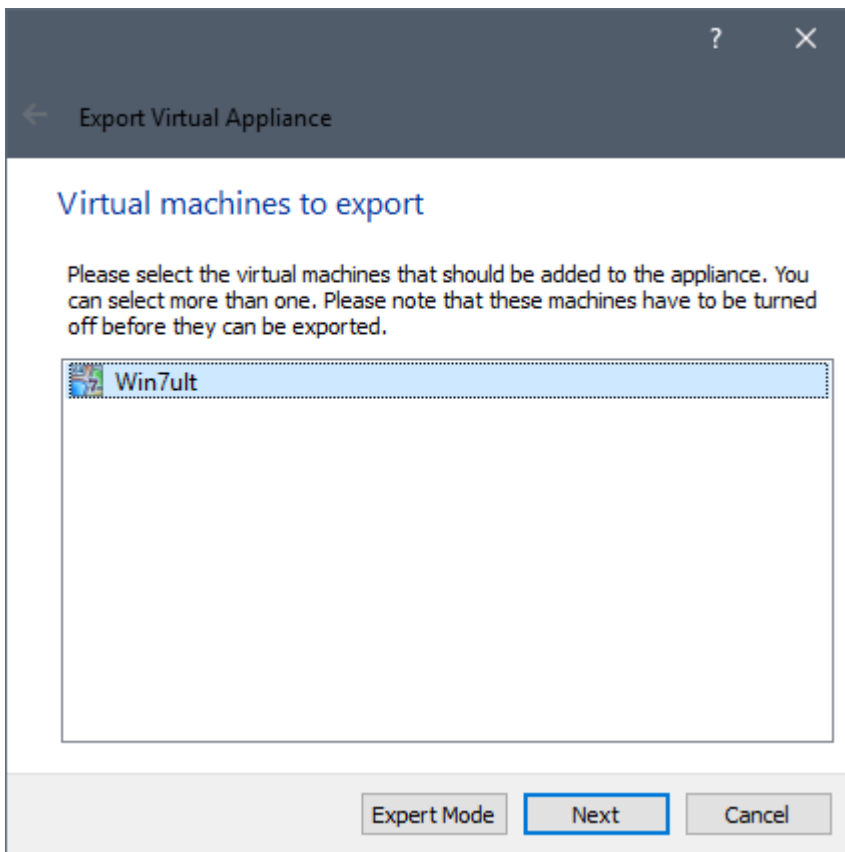 ?
Export Virtual Appliance
Virtual machines to export
Please select the virtual machines that should be added to the appliance. You
can select more than one. Please note that these machines have to be turned
off before they can be exported.
Win7ult
Expert Mode Next Cancel